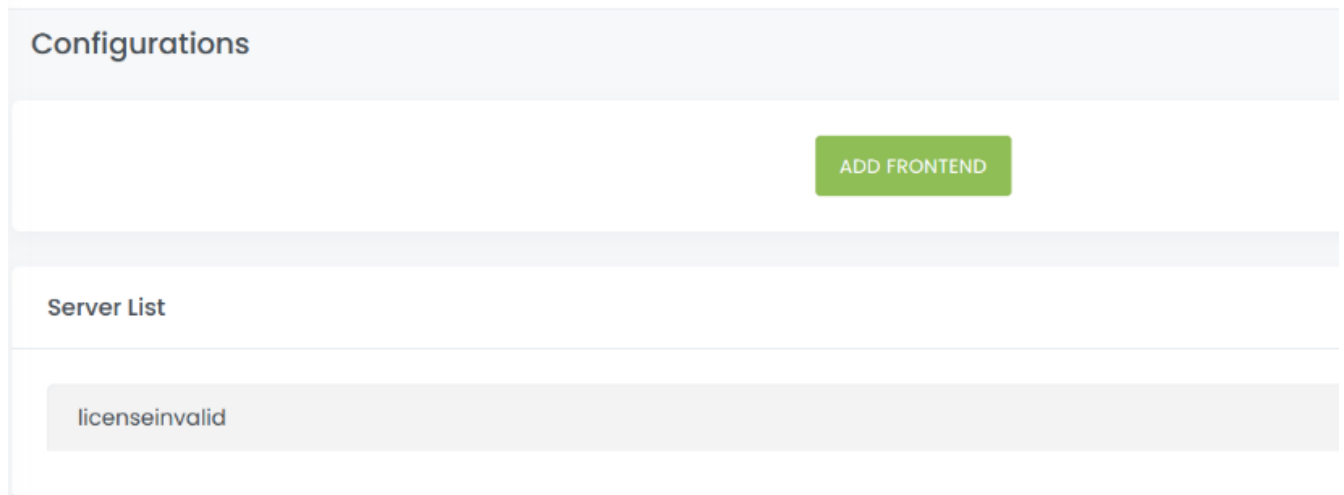 Configurations
ADD FRONTEND
Server List
licenseinvalid